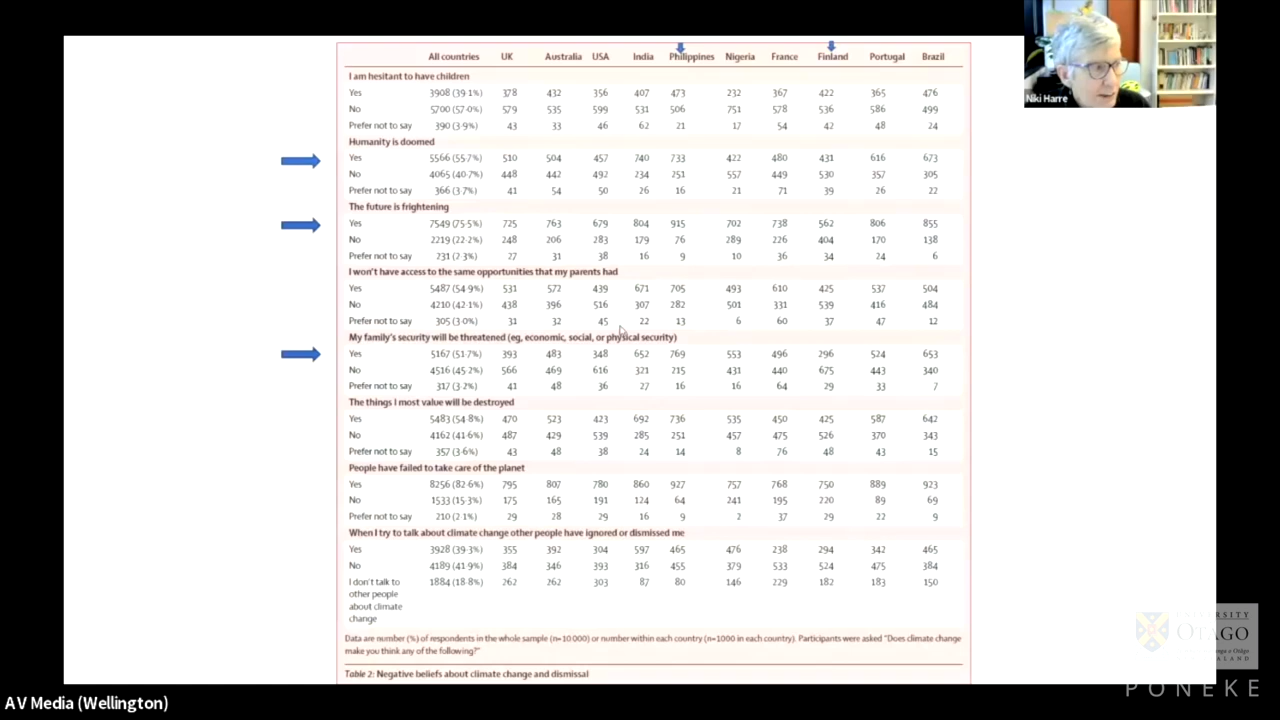 All countries UK Australia USA India Philippines Nigeria France Finland Portugal Brazil
I am hesitant to have children
Yes 3908 (39·1%) 378 432 356 407 473 232 367 422 365 476
No 5700 (57·0%) 579 535 599 531 506 751 578 536 586 499
Prefer not to say 390 (3·9%) 43 33 46 62 21 17 54 42 48 24
Humanity is doomed
Yes 5566 (55·7%) 510 504 457 740 733 422 480 431 616 673
No 4065 (40·7%) 448 442 492 234 251 557 449 530 357 305
Prefer not to say 366 (3·7%) 41 54 50 26 16 21 71 39 26 22
The future is frightening
Yes 7549 (75·5%) 725 763 679 804 915 702 738 562 806 855
No 2219 (22·2%) 248 206 283 179 76 289 226 404 170 138
Prefer not to say 231 (2·3%) 27 31 38 16 9 10 36 34 24 6
I won't have access to the same opportunities that my parents had
Yes 5487 (54·9%) 531 572 439 671 705 493 610 425 537 504
No 4210 (42·1%) 438 396 516 307 282 501 331 539 416 484
Prefer not to say 305 (3·0%) 31 32 45 22 13 6 60 37 47 12
My family's security will be threatened (eg, economic, social, or physical security)
Yes 5167 (51·7%) 393 483 348 652 769 553 496 296 524 653
No 4516 (45·2%) 566 469 616 321 215 431 440 675 443 340
Prefer not to say 317 (3·2%) 41 48 36 27 16 16 64 29 33 7
The things I most value will be destroyed
Yes 5483 (54·8%) 470 523 423 692 736 535 450 425 587 642
No 4162 (41·6%) 487 429 539 285 251 457 475 526 370 343
Prefer not to say 357 (3·6%) 43 48 38 24 14 8 76 48 43 15
People have failed to take care of the planet
Yes 8256 (82·6%) 795 807 780 860 927 757 768 750 889 923
No 1533 (15·3%) 175 165 191 124 64 241 195 220 89 69
Prefer not to say 210 (2·1%) 29 28 29 16 9 2 37 29 22 9
When I try to talk about climate change other people have ignored or dismissed me
Yes 3928 (39·3%) 355 392 304 597 465 476 238 294 342 465
No 4189 (41·9%) 384 346 393 316 455 379 533 524 475 384
I don't talk to 1884 (18·8%) 262 262 303 87 80 146 229 182 183 150
other people
about climate
change
Data are number (%) of respondents in the whole sample (n=10 000) or number within each country (n=1000 in each country). Participants were asked "Does climate change
make you think any of the following?"
Table 2: Negative beliefs about climate change and dismissal
Niki Harre
UNIVERSITY
OTAGO
PŌNEKE
AV Media (Wellington)